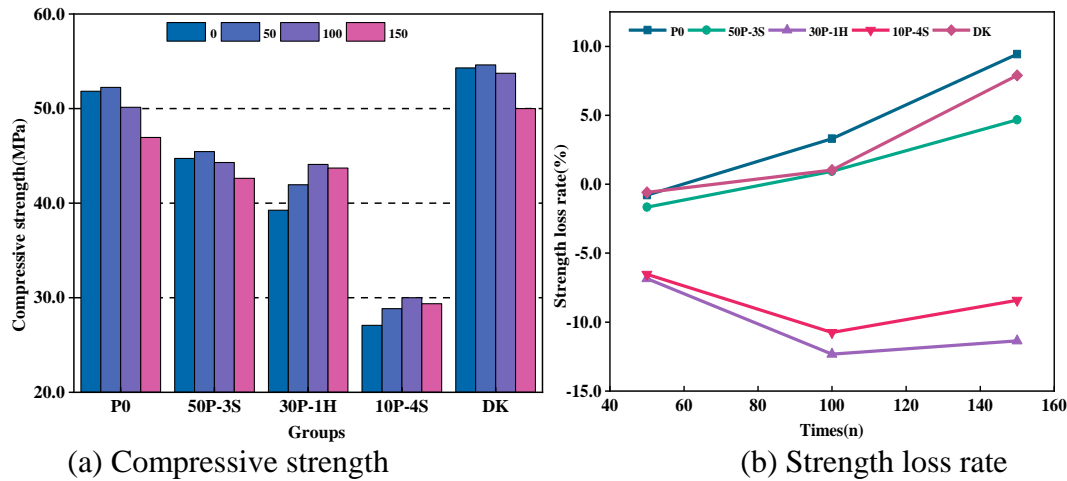 60.0
50.0
40.0
30.0
20.0
Compressive strength(MPa)
0 50 100 150
P0 50P-3S 30P-1H 10P-4S DK
Groups
(a) Compressive strength
10.0
5.0
0.0
-5.0
-10.0
-15.0
Strength loss rate(%)
P0 50P-3S 30P-1H 10P-4S DK
40 60 80 100 120 140 160
Times(n)
(b) Strength loss rate